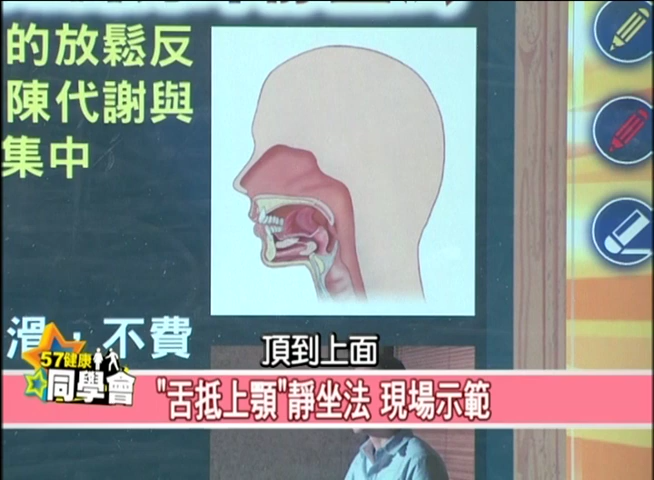 的放鬆反
陳代謝與
集中
滑，不費
頂到上面
57健康
同學會
"舌抵上顎"靜坐法 現場示範